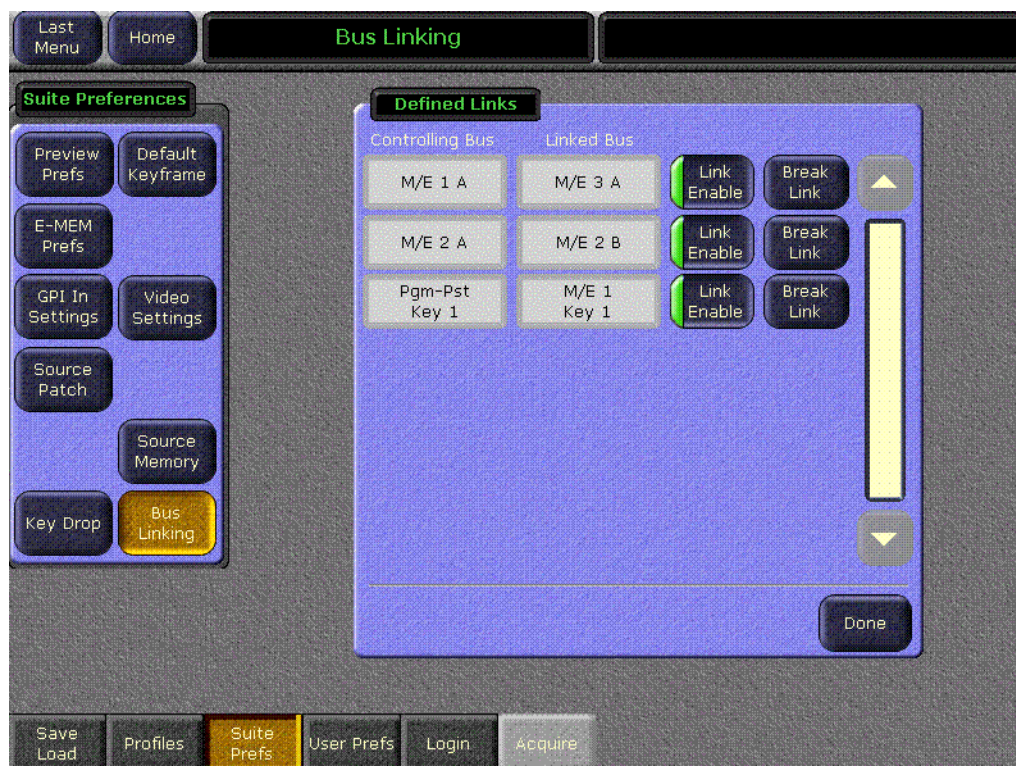 Last
Menu
Home
Bus Linking
Suite Preferences
Preview
Prefs
Default
Keyframe
E-MEM
Prefs
GPI In
Settings
Video
Settings
Source
Patch
Source
Memory
Key Drop
Bus
Linking
Defined Links
Controlling Bus
Linked Bus
M/E 1 A
M/E 3 A
Link
Enable
Break
Link
M/E 2 A
M/E 2 B
Link
Enable
Break
Link
Pgm-Pst
Key 1
M/E 1
Key 1
Link
Enable
Break
Link
Done
Save
Load
Profiles
Suite
Prefs
User Prefs
Login
Acquire